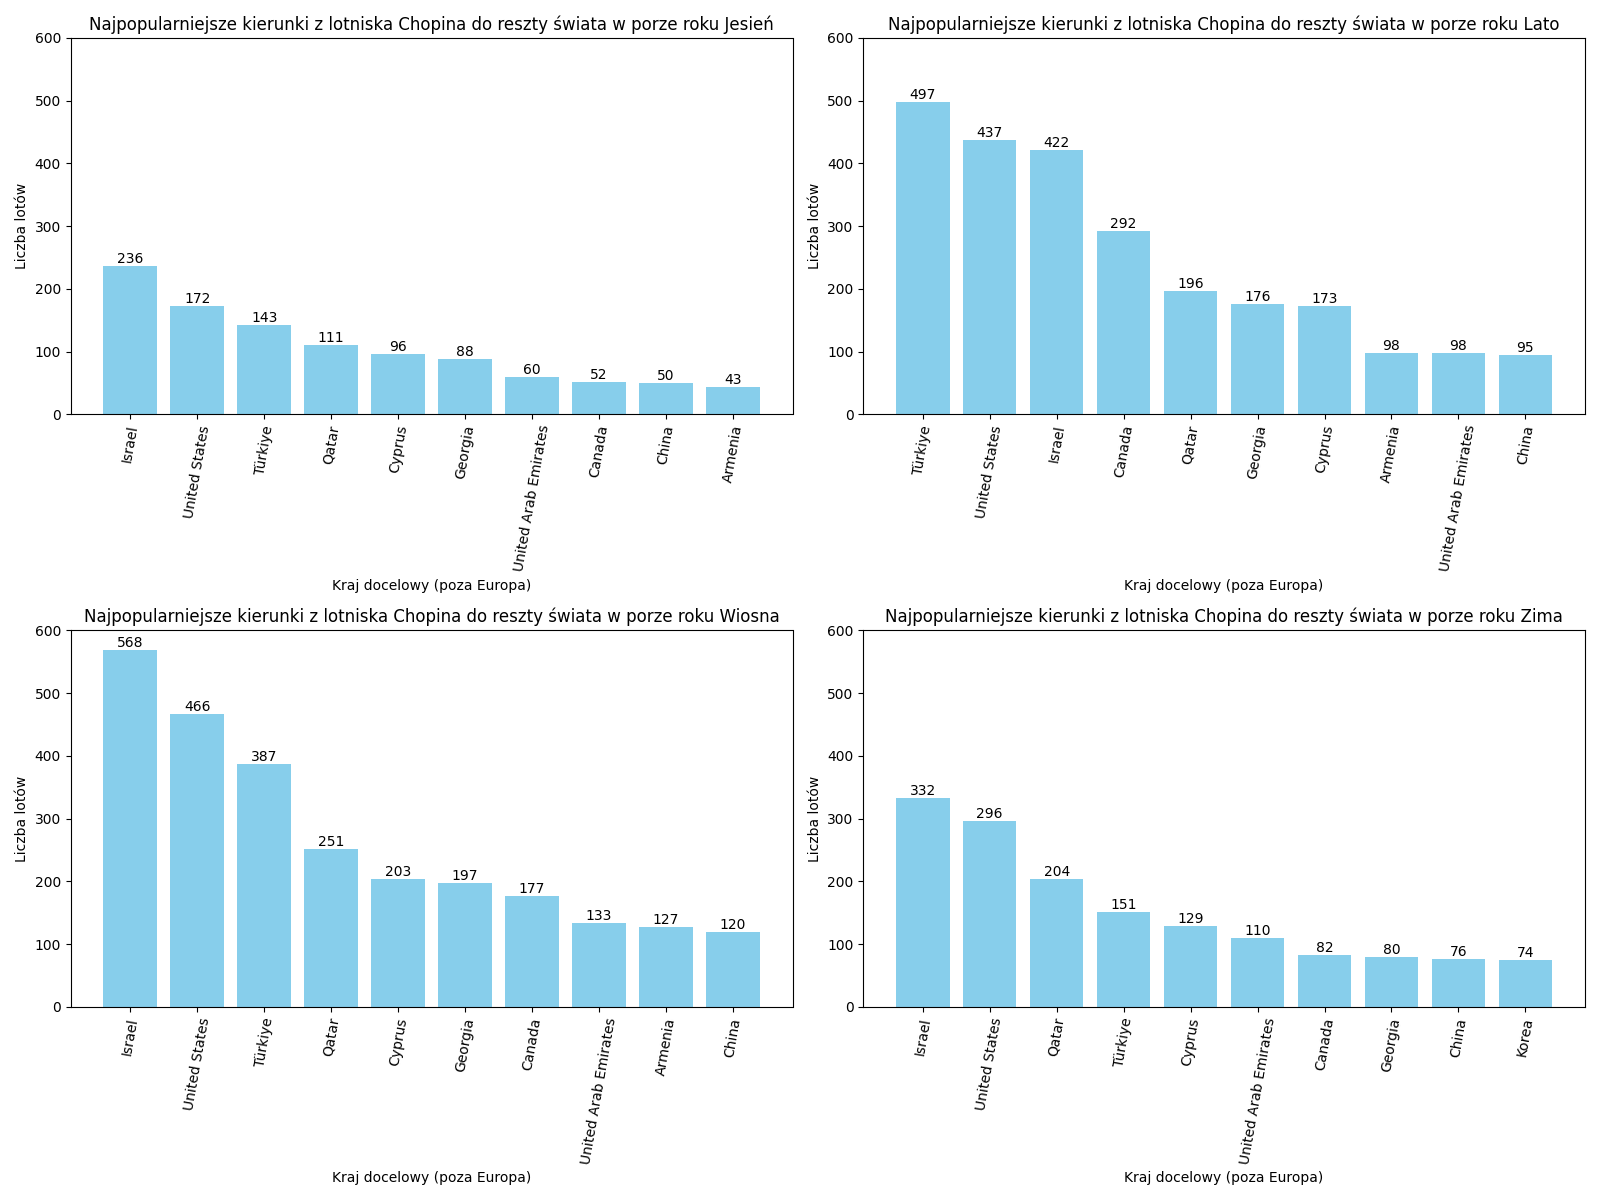 Najpopularniejsze kierunki z lotniska Chopina do reszty świata w porze roku Jesień
600
500
400
300
200
100
0
Liczba lotów
236
172
143
111
96
88
60
52
50
43
Israel
United States
Türkiye
Qatar
Cyprus
Georgia
United Arab Emirates
Canada
China
Armenia
Kraj docelowy (poza Europa)
Najpopularniejsze kierunki z lotniska Chopina do reszty świata w porze roku Lato
600
500
400
300
200
100
0
Liczba lotów
497
437
422
292
196
176
173
98
98
95
Türkiye
United States
Israel
Canada
Qatar
Georgia
Cyprus
Armenia
United Arab Emirates
China
Kraj docelowy (poza Europa)
Najpopularniejsze kierunki z lotniska Chopina do reszty świata w porze roku Wiosna
600
500
400
300
200
100
0
Liczba lotów
568
466
387
251
203
197
177
133
127
120
Israel
United States
Türkiye
Qatar
Cyprus
Georgia
Canada
United Arab Emirates
Armenia
China
Kraj docelowy (poza Europa)
Najpopularniejsze kierunki z lotniska Chopina do reszty świata w porze roku Zima
600
500
400
300
200
100
0
Liczba lotów
332
296
204
151
129
110
82
80
76
74
Israel
United States
Qatar
Türkiye
Cyprus
United Arab Emirates
Canada
Georgia
China
Korea
Kraj docelowy (poza Europa)